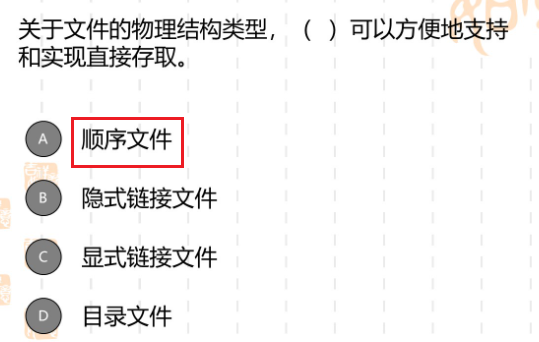 关于文件的物理结构类型，（ ）可以方便地支持
和实现直接存取。
A 顺序文件
B 隐式链接文件
C 显式链接文件
D 目录文件